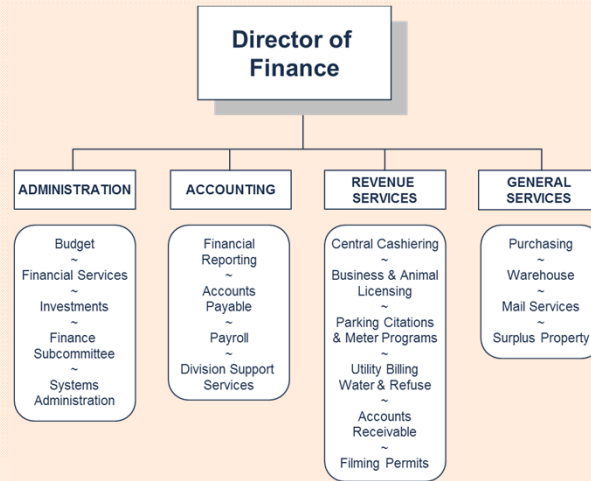 Director of
Finance
ADMINISTRATION
ACCOUNTING
REVENUE
SERVICES
GENERAL
SERVICES
Budget
~
Financial Services
~
Investments
~
Finance
Subcommittee
~
Systems
Administration
Financial
Reporting
~
Accounts
Payable
~
Payroll
~
Division Support
Services
Central Cashiering
~
Business & Animal
Licensing
~
Parking Citations
& Meter Programs
~
Utility Billing
Water & Refuse
~
Accounts
Receivable
~
Filming Permits
Purchasing
~
Warehouse
~
Mail Services
~
Surplus Property